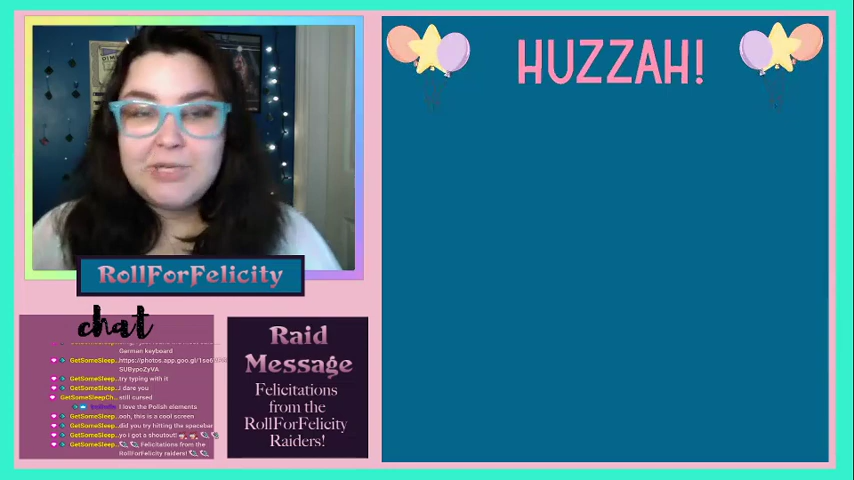 HUZZAH!
RollForFelicity
chat
German keyboard
GetSomeSleep..https://photos.app.goo.gl/1se6
SUBypoZyVA
GetSomeSleep..try typing with it
GetSomeSleep..i dare you
GetSomeSleepCh..still cursed
I love the Polish elements
GetSomeSleep..ooh, this is a cool screen
GetSomeSleep..did you try hitting the spacebar
GetSomeSleep..yo i got a shoutout!
GetSomeSleep.. Felicitations from the
RollForFelicity raiders!
Raid
Message
Felicitations
from the
RollForFelicity
Raiders!